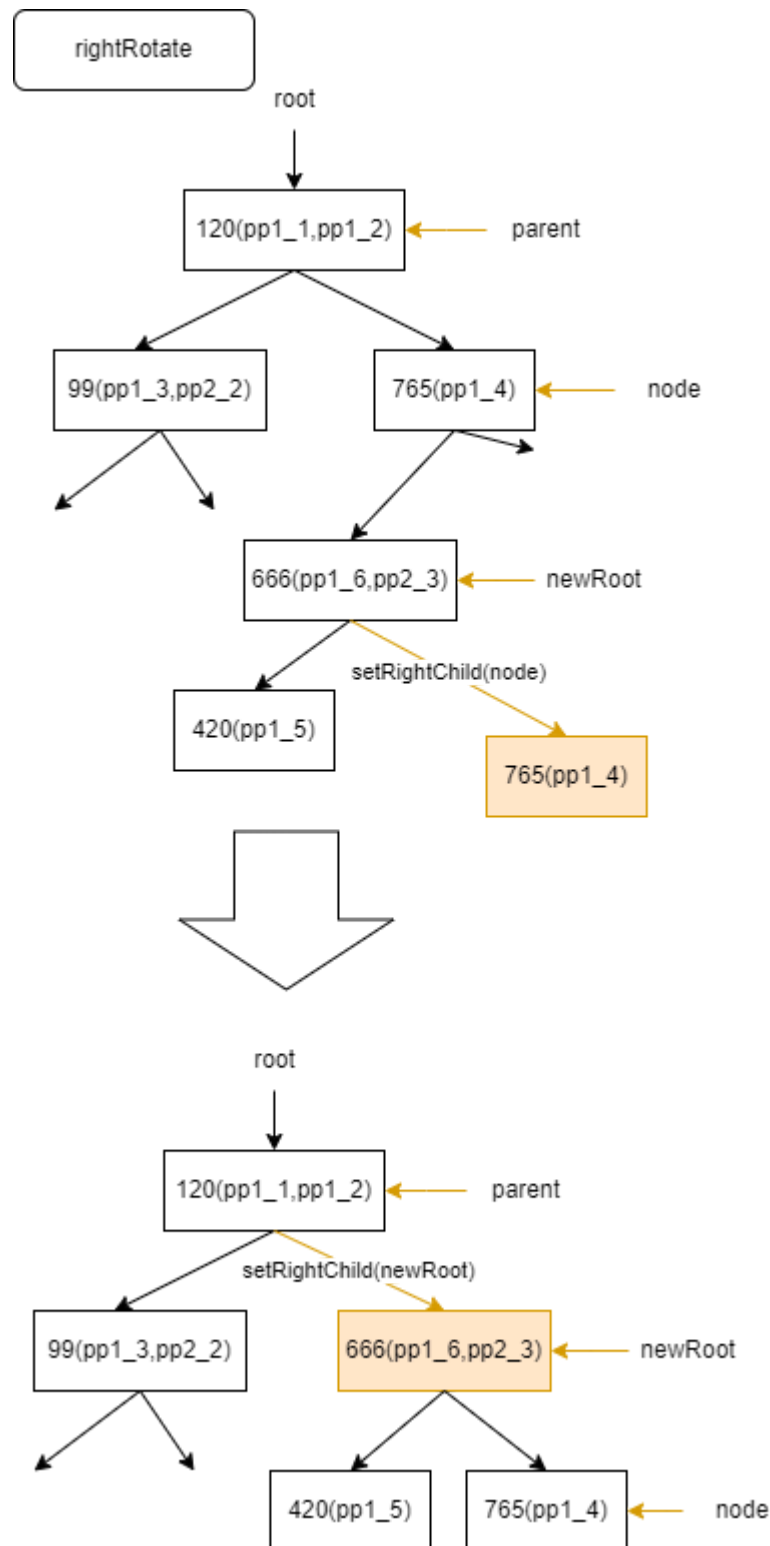 rightRotate
root
120(pp1_1,pp1_2)
parent
99(pp1_3,pp2_2)
765(pp1_4)
node
666(pp1_6,pp2_3)
newRoot
setRightChild(node)
420(pp1_5)
765(pp1_4)
root
120(pp1_1,pp1_2)
parent
setRightChild(newRoot)
99(pp1_3,pp2_2)
666(pp1_6,pp2_3)
newRoot
420(pp1_5)
765(pp1_4)
node